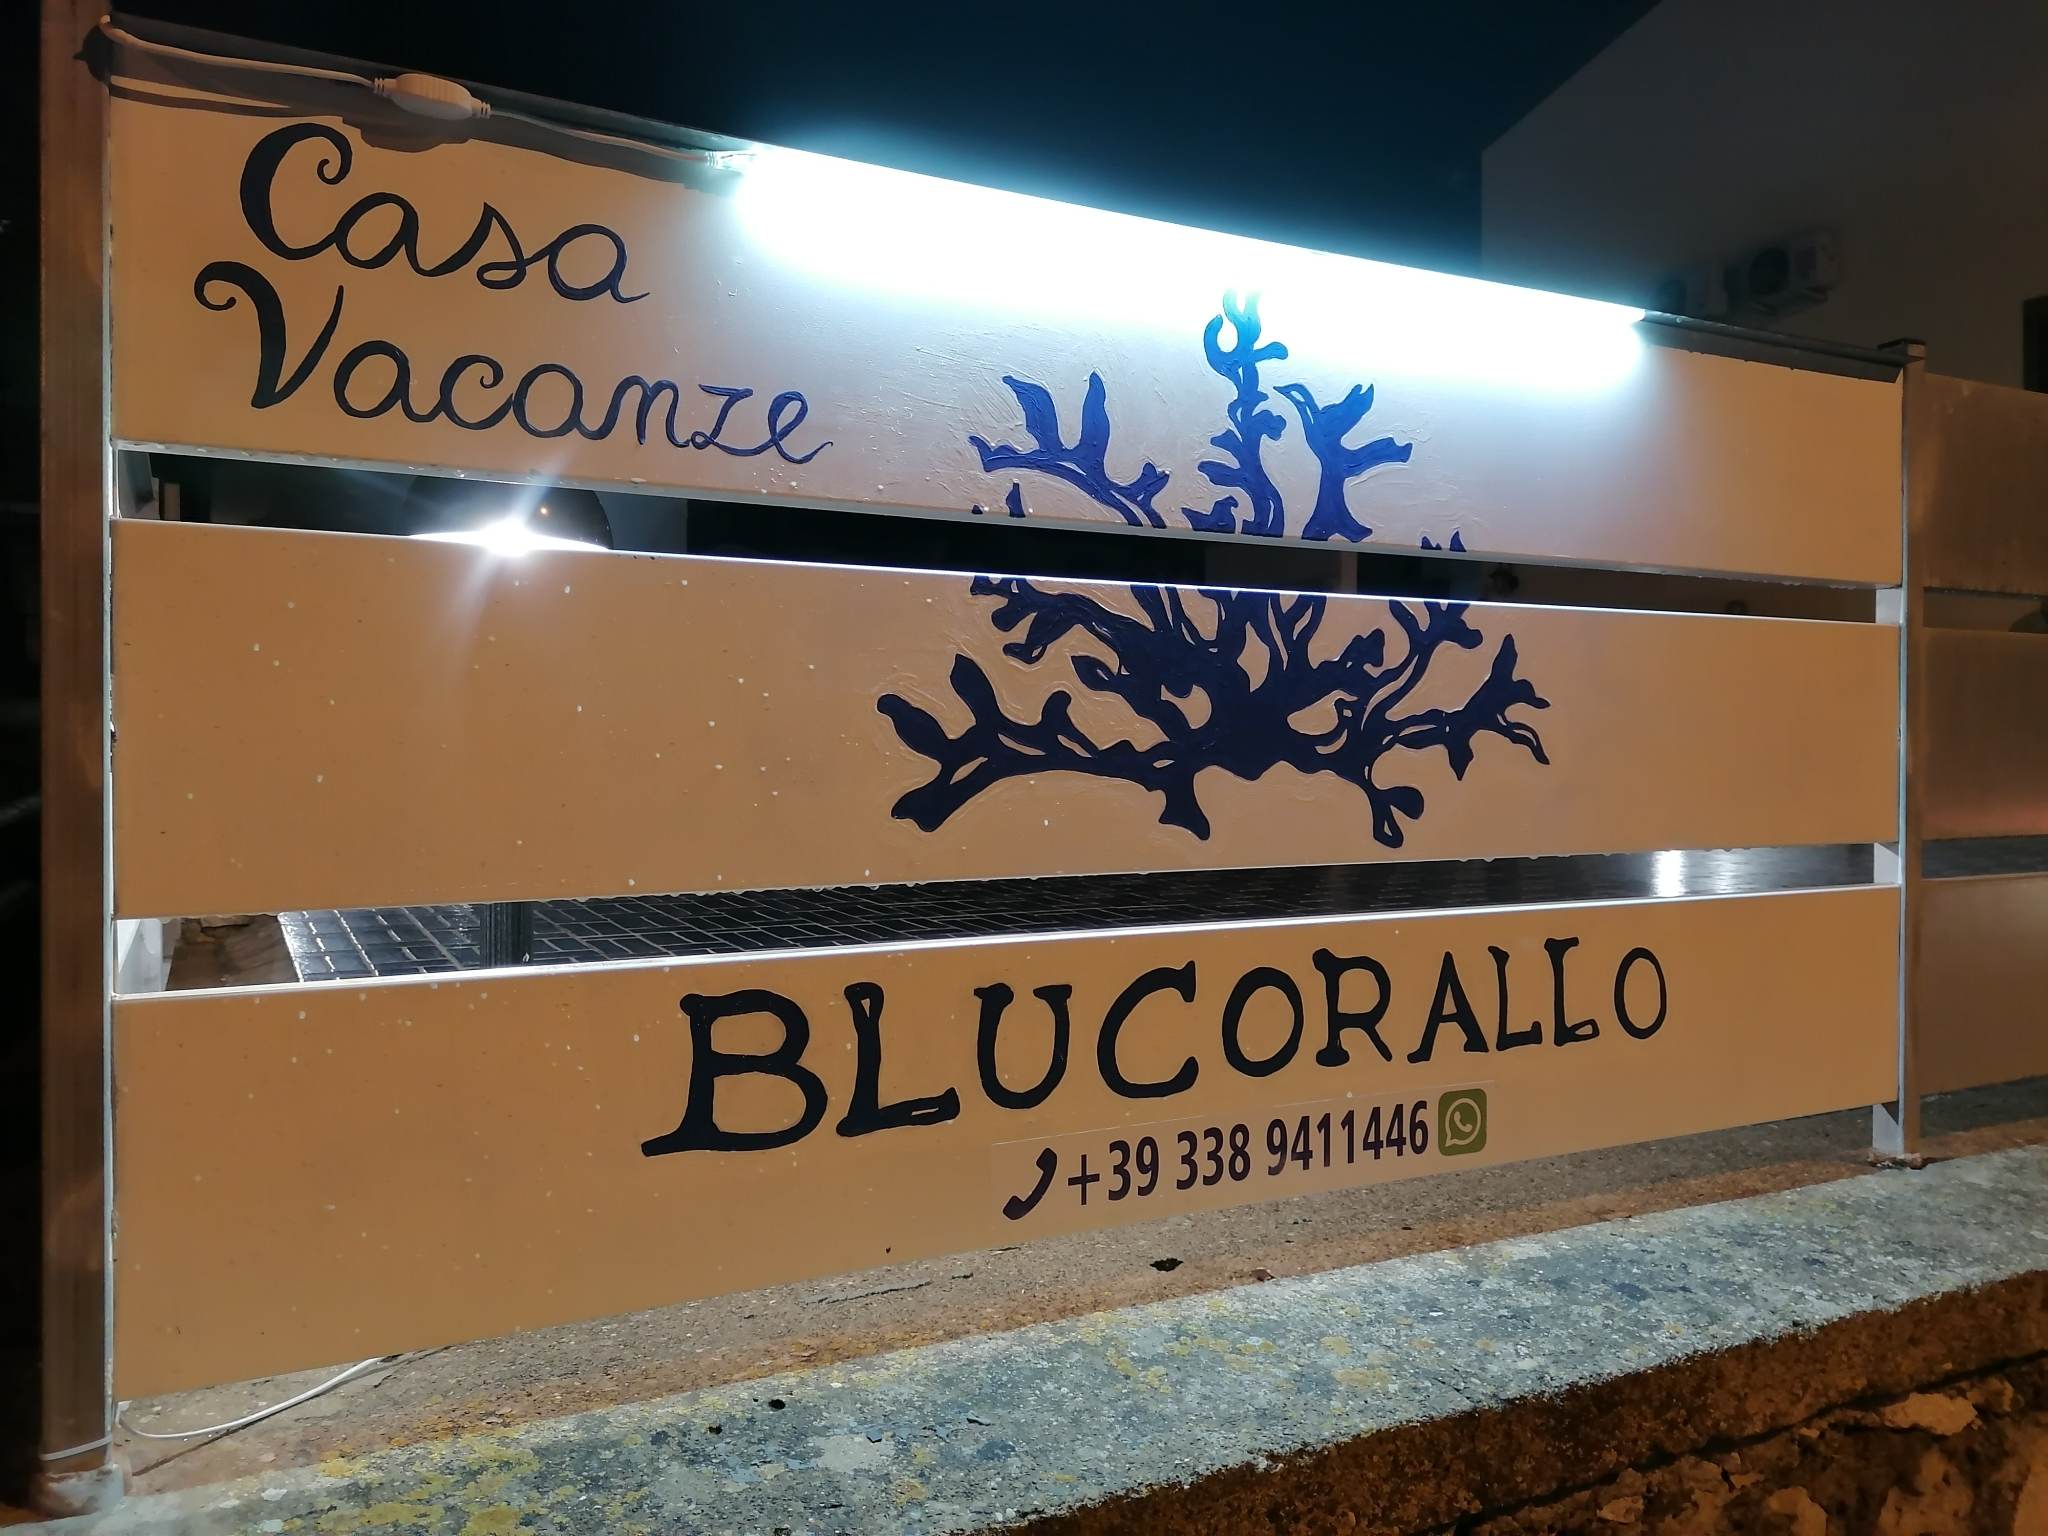 Casa
Vacanze
BLUCORALLO
+39 338 9411446